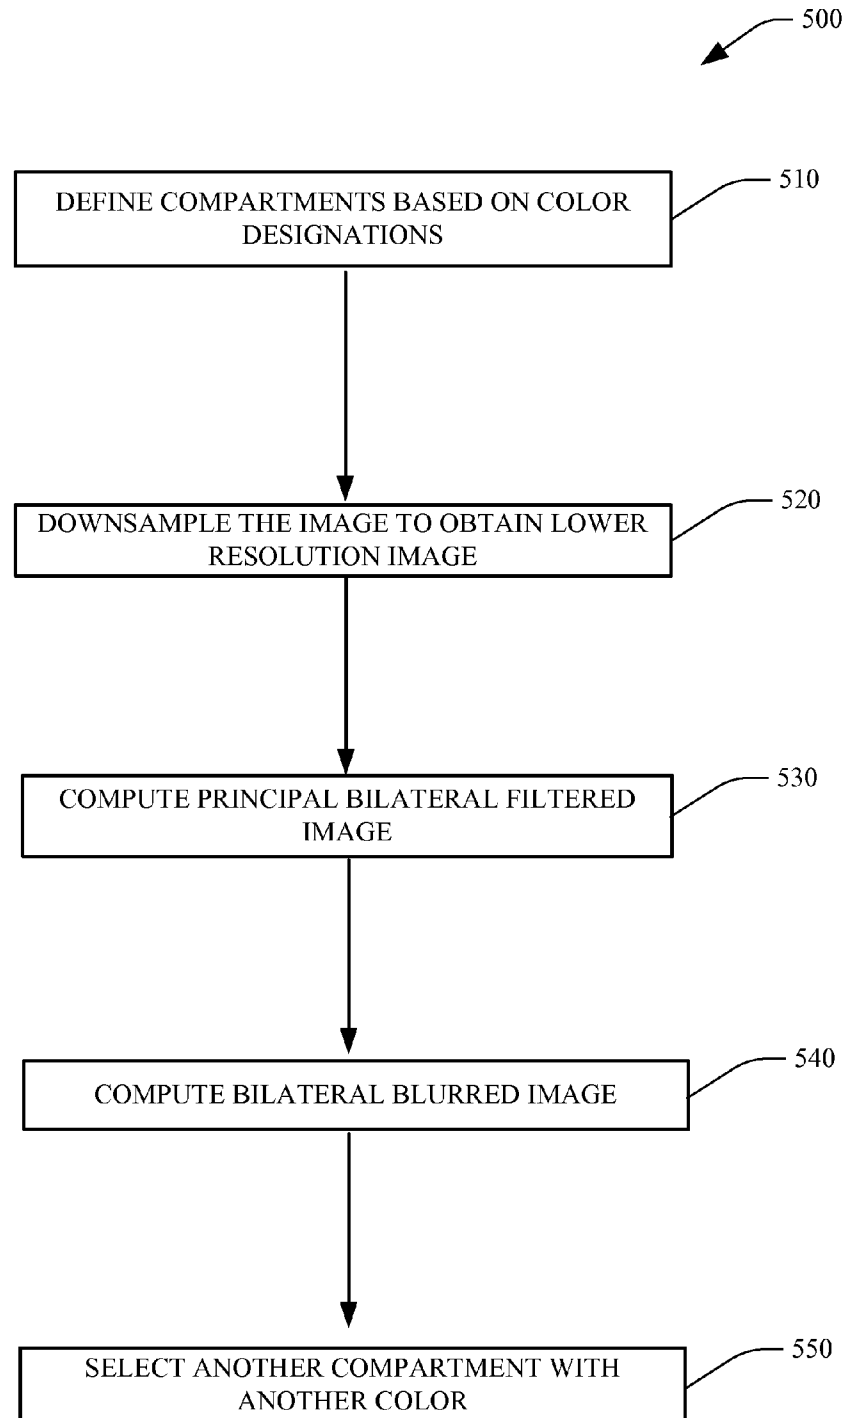 500
510
DEFINE COMPARTMENTS BASED ON COLOR
DESIGNATIONS
520
DOWNSAMPLE THE IMAGE TO OBTAIN LOWER
RESOLUTION IMAGE
530
COMPUTE PRINCIPAL BILATERAL FILTERED
IMAGE
540
COMPUTE BILATERAL BLURRED IMAGE
550
SELECT ANOTHER COMPARTMENT WITH
ANOTHER COLOR